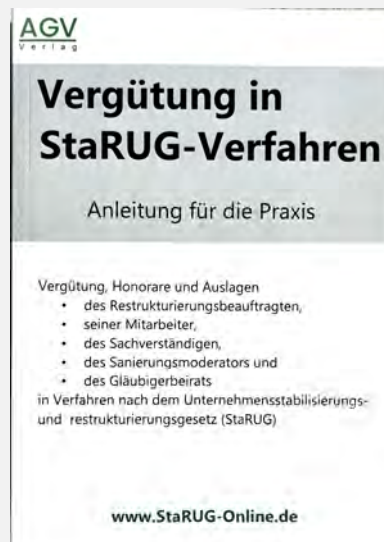 AGV
Verlag
Vergütung in
StaRUG-Verfahren
Anleitung für die Praxis
Vergütung, Honorare und Auslagen
• des Restrukturierungsbeauftragten,
• seiner Mitarbeiter,
• des Sachverständigen,
• des Sanierungsmoderators und
• des Gläubigerbeirats
in Verfahren nach dem Unternehmensstabilisierungs-
und restrukturierungsgesetz (StaRUG)
www.StaRUG-Online.de